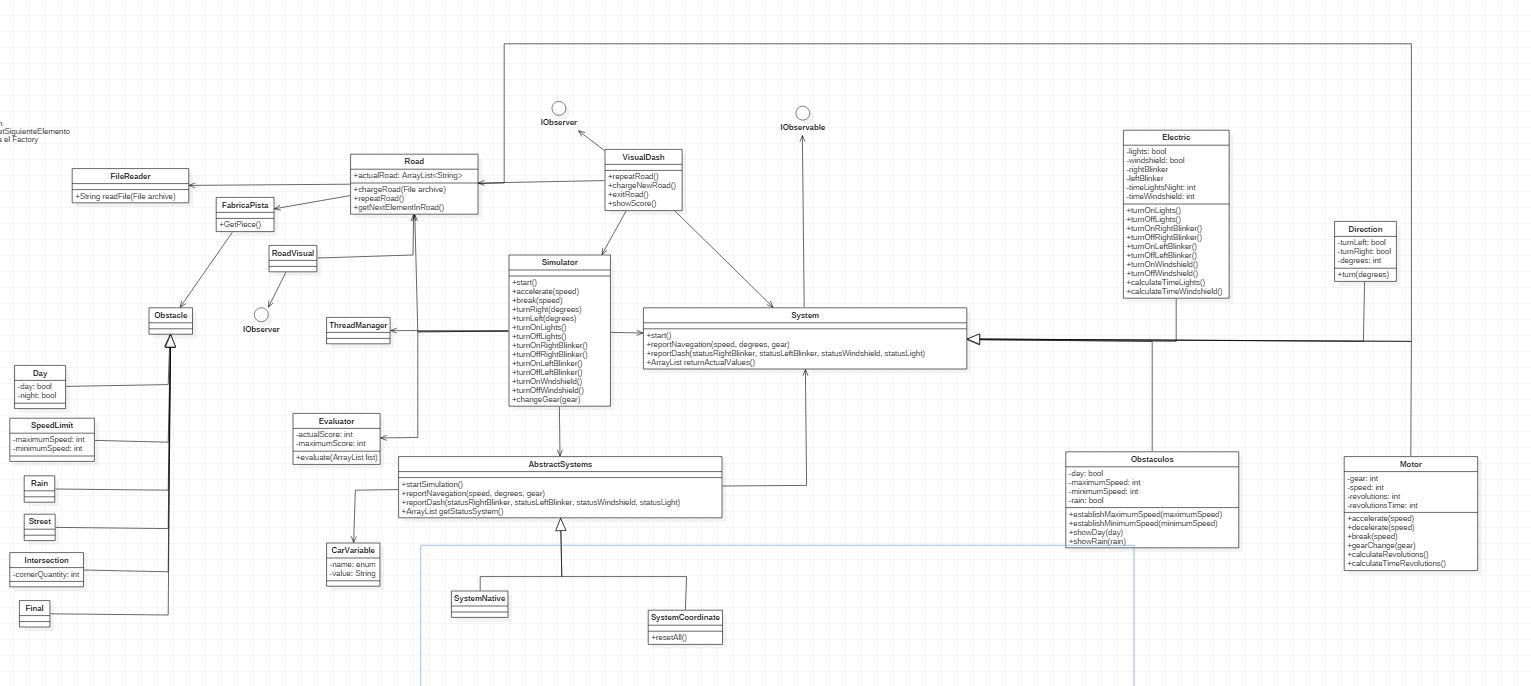 n
etSiguienteElemento
a el Factory
FileReader
+String readFile(File archive)
FabricaPista
+GetPiece()
Road
+actualRoad: ArrayList<String>
+chargeRoad(File archive)
+repeatRoad()
+getNextElementInRoad()
RoadVisual
IObserver
IObserver
VisualDash
+repeatRoad()
+chargeNewRoad()
+exitRoad()
+showScore()
IObservable
Electric
-lights: bool
-windshield: bool
-rightBlinker
-leftBlinker
-timeLightsNight: int
-timeWindshield: int
+turnOnLights()
+turnOffLights()
+turnOnRightBlinker()
+turnOffRightBlinker()
+turnOnLeftBlinker()
+turnOffLeftBlinker()
+turnOnWindshield()
+turnOffWindshield()
+calculateTimeLights()
+calculateTimeWindshield()
Direction
-turnLeft: bool
-turnRight: bool
-degrees: int
+turn(degrees)
Obstacle
ThreadManager
Simulator
+start()
+accelerate(speed)
+break(speed)
+turnRight(degrees)
+turnLeft(degrees)
+turnOnLights()
+turnOffLights()
+turnOnRightBlinker()
+turnOffRightBlinker()
+turnOnLeftBlinker()
+turnOffLeftBlinker()
+turnOnWndshield()
+turnOffWindshield()
+changeGear(gear)
System
+start()
+reportNavegation(speed, degrees, gear)
+reportDash(statusRightBlinker, statusLeftBlinker, statusWindshield, statusLight)
+ArrayList returnActualValues()
Day
-day: bool
-night: bool
SpeedLimit
-maximumSpeed: int
-minimumSpeed: int
Rain
Street
Intersection
-cornerQuantity: int
Final
Evaluator
-actualScore: int
-maximumScore: int
+evaluate(ArrayList list)
AbstractSystems
+startSimulation()
+reportNavegation(speed, degrees, gear)
+reportDash(statusRightBlinker, statusLeftBlinker, statusWindshield, statusLight)
+ArrayList getStatusSystem()
CarVariable
-name: enum
-value: String
SystemNative
SystemCoordinate
+resetAll()
Obstaculos
-day: bool
-maximumSpeed: int
-minimumSpeed: int
-rain: bool
+establishMaximumSpeed(maximumSpeed)
+establishMinimumSpeed(minimumSpeed)
+showDay(day)
+showRain(rain)
Motor
-gear: int
-speed: int
-revolutions: int
-revolutionsTime: int
+accelerate(speed)
+decelerate(speed)
+break(speed)
+gearChange(gear)
+calculateRevolutions()
+calculateTimeRevolutions()